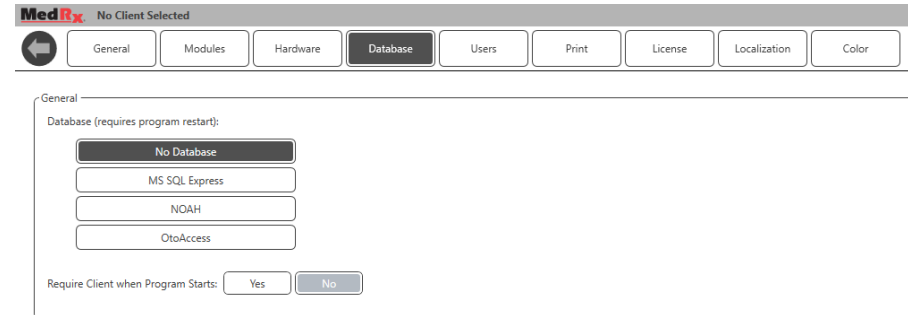 MedRx. No Client Selected
General Modules Hardware Database Users Print License Localization Color
General
Database (requires program restart):
No Database
MS SQL Express
NOAH
OtoAccess
Require Client when Program Starts: Yes No